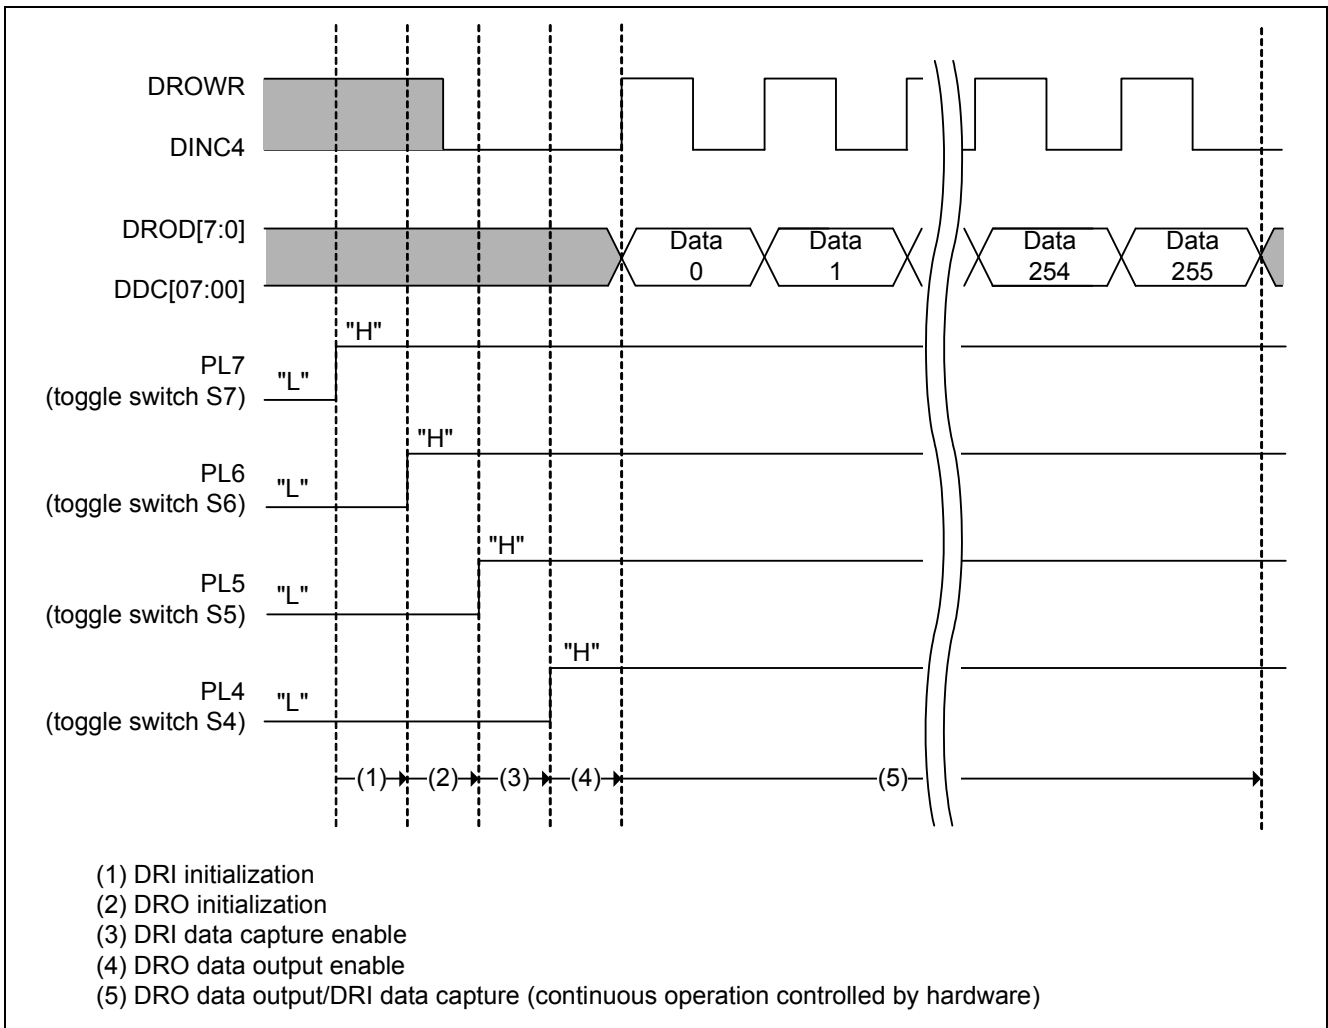 DROWR
DINC4
DROD[7:0]
DDC[07:00]
Data
0
Data
1
Data
254
Data
255
"H"
PL7
(toggle switch S7)
"L"
"H"
PL6
(toggle switch S6)
"L"
"H"
PL5
(toggle switch S5)
"L"
"H"
PL4
(toggle switch S4)
"L"
(1) (2) (3) (4) (5)
(1) DRI initialization
(2) DRO initialization
(3) DRI data capture enable
(4) DRO data output enable
(5) DRO data output/DRI data capture (continuous operation controlled by hardware)